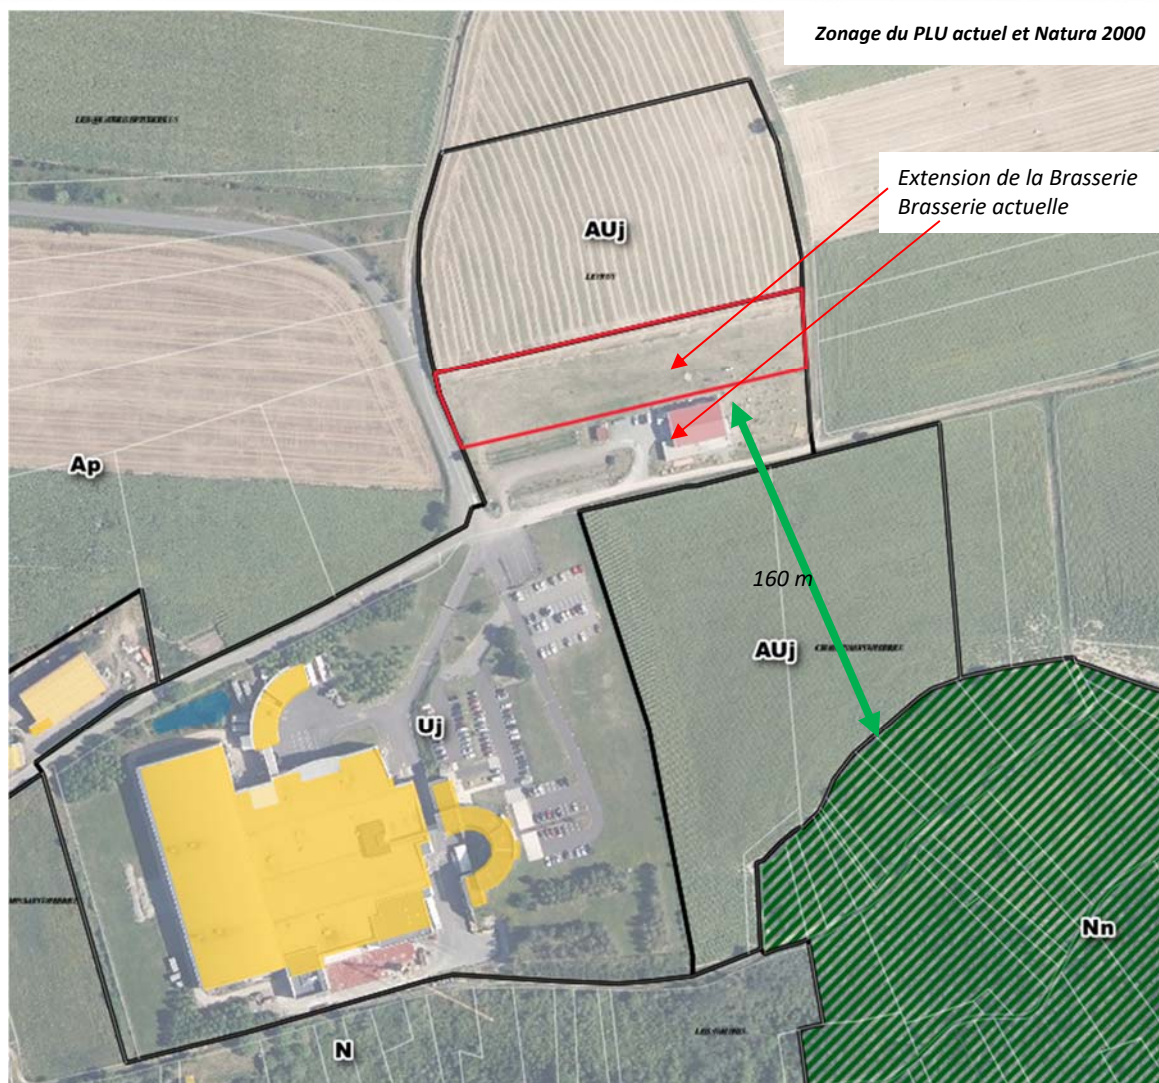 Zonage du PLU actuel et Natura 2000
Extension de la Brasserie
Brasserie actuelle
AUj
Ap
160 m
AUj
Uj
Nn
N